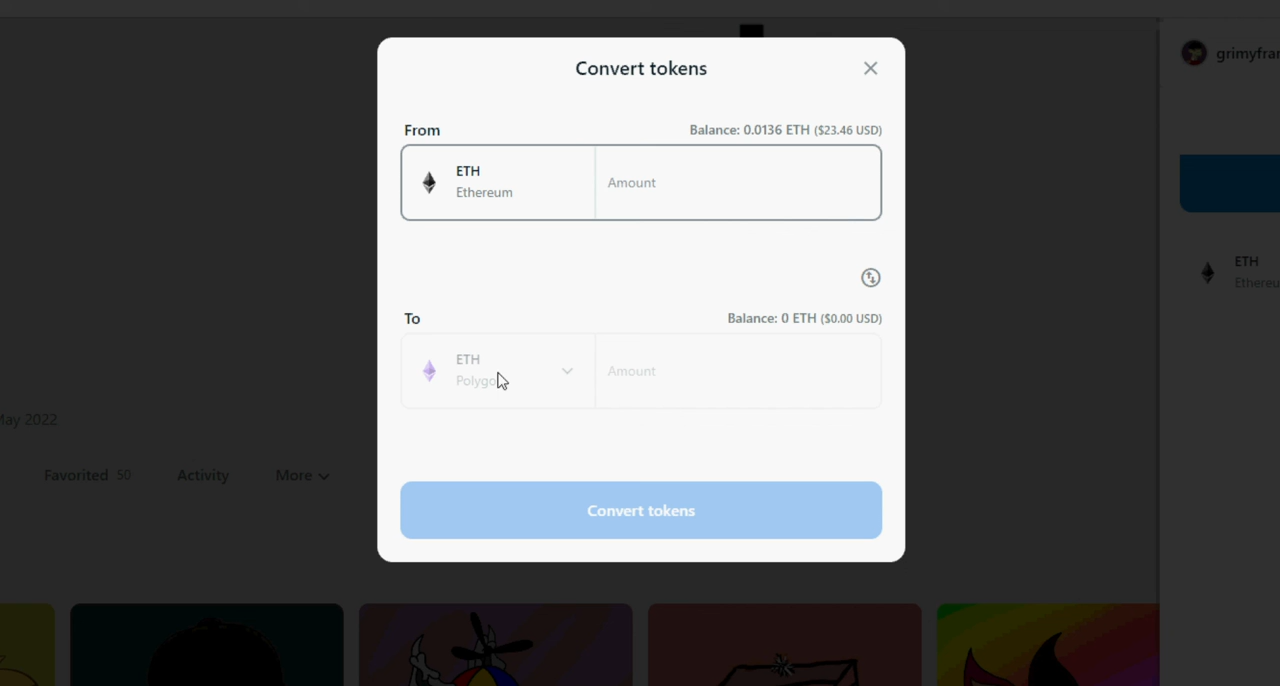 Convert tokens
From
Balance: 0.0136 ETH ($23.46 USD)
ETH
Ethereum
Amount
To
Balance: 0 ETH ($0.00 USD)
ETH
Amount
Convert tokens
May 2022
Favorited 50
Activity
More
ETH